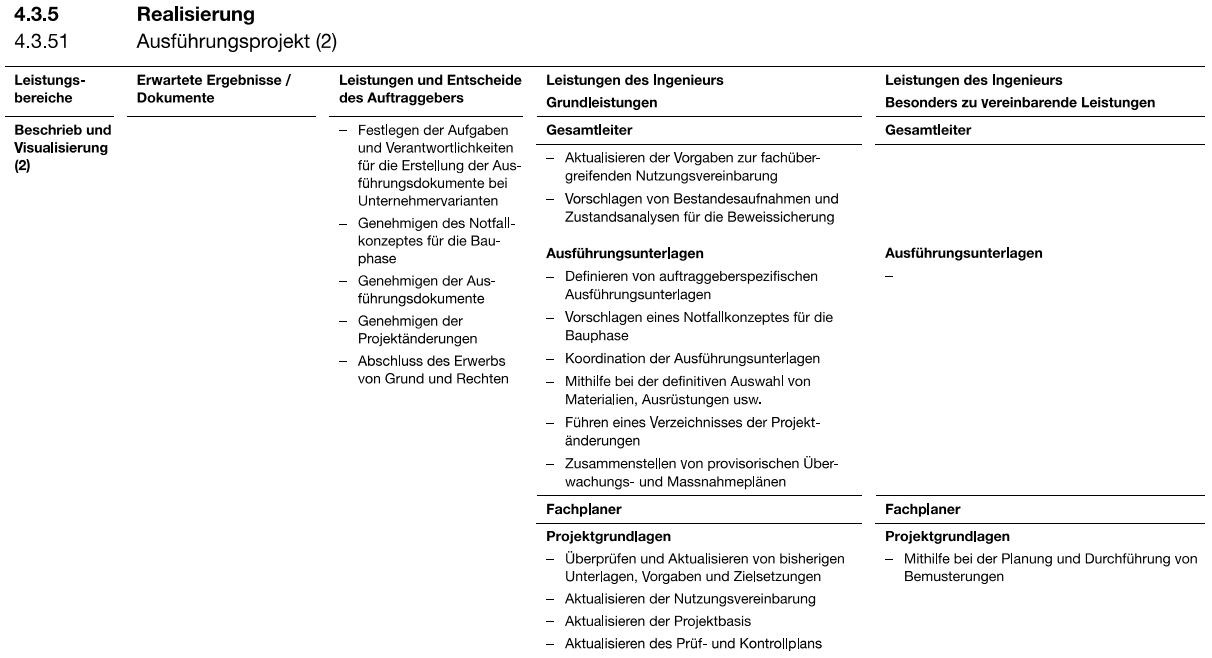 4.3.5 Realisierung
4.3.51 Ausführungsprojekt (2)
Leistungs-
bereiche
Erwartete Ergebnisse /
Dokumente
Leistungen und Entscheide
des Auftraggebers
Leistungen des Ingenieurs
Grundleistungen
Leistungen des Ingenieurs
Besonders zu vereinbarende Leistungen
Beschrieb und
Visualisierung
(2)
– Festlegen der Aufgaben
und Verantwortlichkeiten
für die Erstellung der Aus-
führungsdokumente bei
Unternehmervarianten
– Genehmigen des Notfall-
konzeptes für die Bau-
phase
– Genehmigen der Aus-
führungsdokumente
– Genehmigen der
Projektänderungen
– Abschluss des Erwerbs
von Grund und Rechten
Gesamtleiter
– Aktualisieren der Vorgaben zur fachüber-
greifenden Nutzungsvereinbarung
– Vorschlagen von Bestandesaufnahmen und
Zustandsanalysen für die Beweissicherung
Ausführungsunterlagen
– Definieren von auftraggeberspezifischen
Ausführungsunterlagen
– Vorschlagen eines Notfallkonzeptes für die
Bauphase
– Koordination der Ausführungsunterlagen
– Mithilfe bei der definitiven Auswahl von
Materialien, Ausrüstungen usw.
– Führen eines Verzeichnisses der Projekt-
änderungen
– Zusammenstellen von provisorischen Über-
wachungs- und Massnahmeplänen
Fachplaner
Projektgrundlagen
– Überprüfen und Aktualisieren von bisherigen
Unterlagen, Vorgaben und Zielsetzungen
– Aktualisieren der Nutzungsvereinbarung
– Aktualisieren der Projektbasis
– Aktualisieren des Prüf- und Kontrollplans
Gesamtleiter
Ausführungsunterlagen
–
Fachplaner
Projektgrundlagen
– Mithilfe bei der Planung und Durchführung von
Bemusterungen